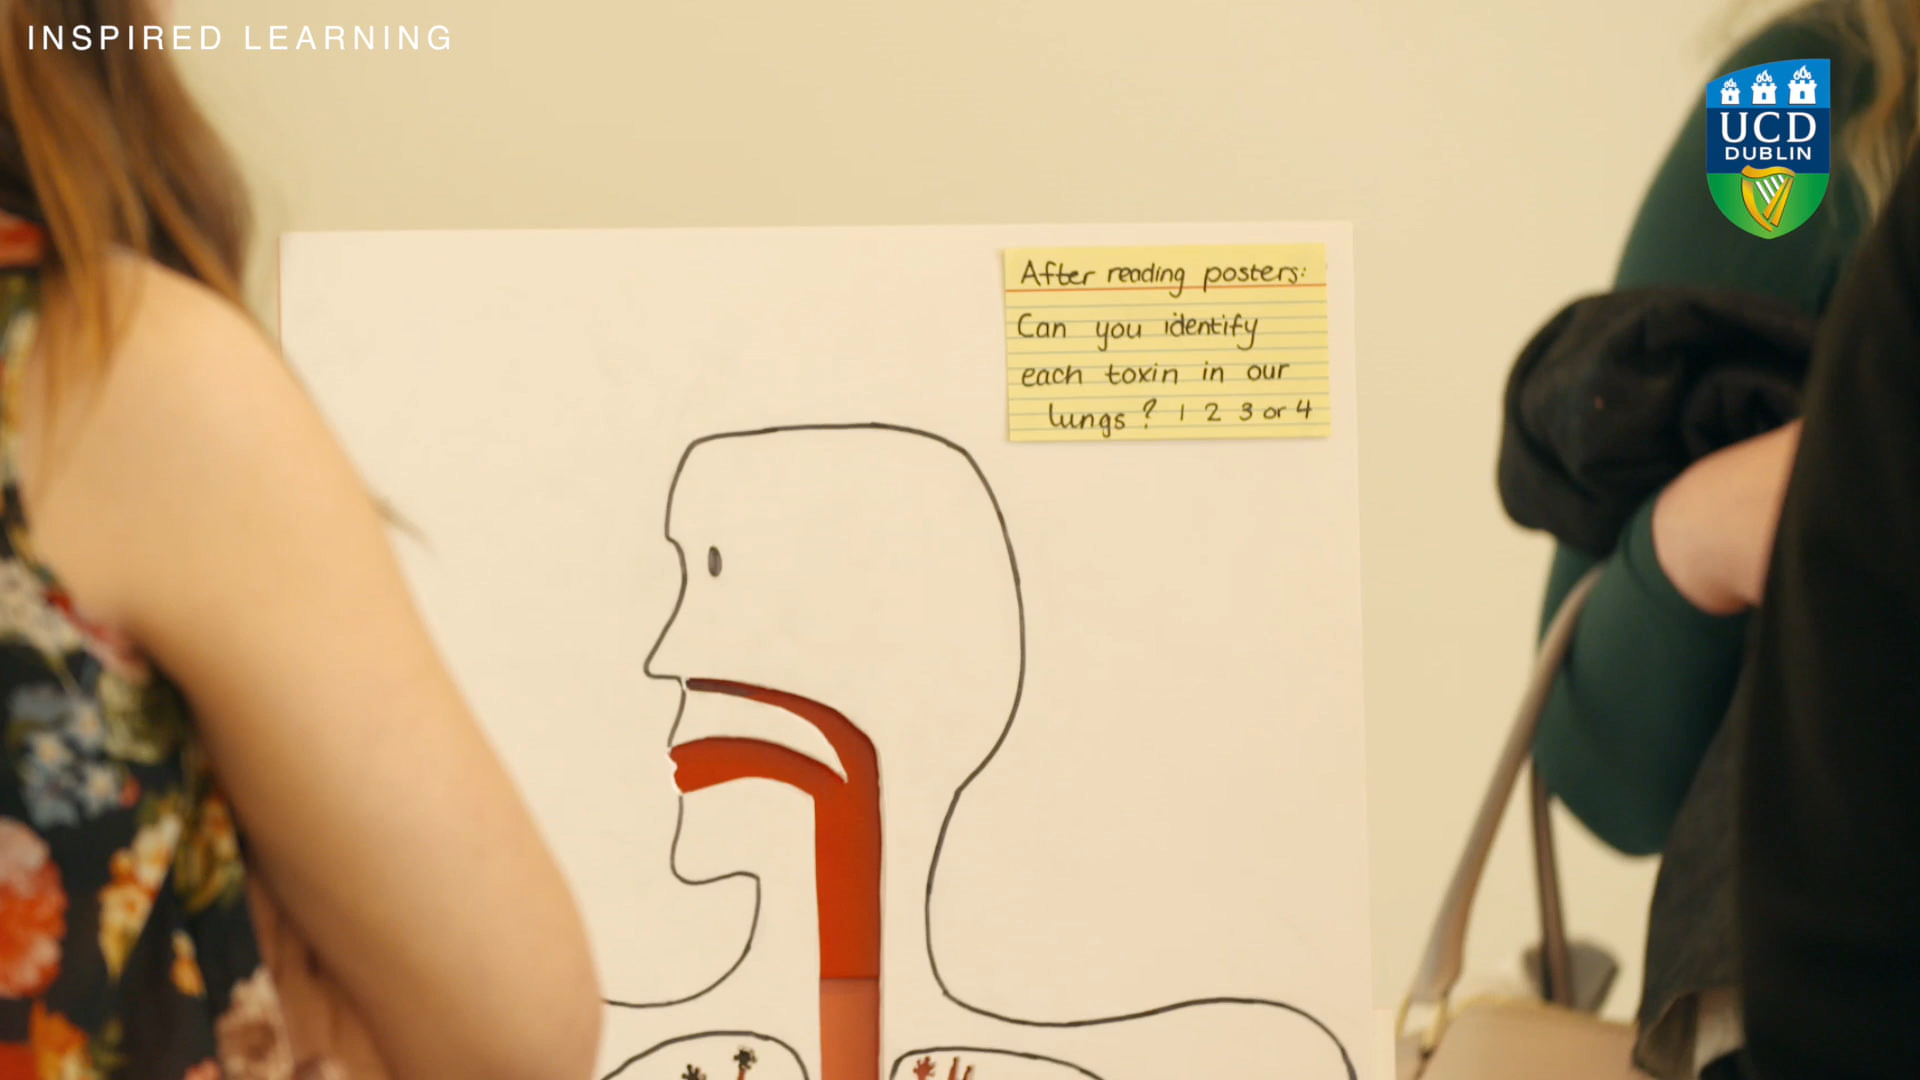 INSPIRED LEARNING
UCD
DUBLIN
After reading posters:
Can you identify
each toxin in our
lungs? 1 2 3 or 4